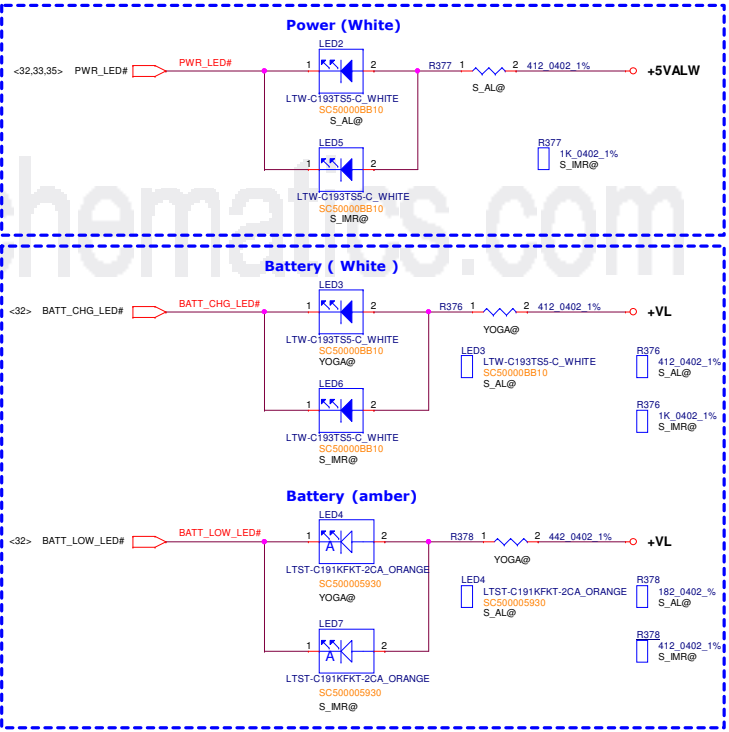 Power (White)
LED2
<32,33,35> PWR_LED# PWR_LED# 1 2 R377 1 2 412_0402_1% +5VALW
S_AL@
LTW-C193TS5-C_WHITE
SC50000BB10
S_AL@
LED5
1 2
R377
1K_0402_1%
S_IMR@
LTW-C193TS5-C_WHITE
SC50000BB10
S_IMR@
chematics.com
Battery ( White )
LED3
<32> BATT_CHG_LED# BATT_CHG_LED# 1 2 R376 1 2 412_0402_1% +VL
YOGA@
LTW-C193TS5-C_WHITE
SC50000BB10
YOGA@
LED3
LTW-C193TS5-C_WHITE
SC50000BB10
S_AL@
R376
412_0402_1%
S_AL@
LED6
1 2
LTW-C193TS5-C_WHITE
SC50000BB10
S_IMR@
R376
1K_0402_1%
S_IMR@
Battery (amber)
LED4
<32> BATT_LOW_LED# BATT_LOW_LED# 1 A 2 R378 1 2 442_0402_1% +VL
YOGA@
LTST-C191KFKT-2CA_ORANGE
SC500005930
YOGA@
LED4
LTST-C191KFKT-2CA_ORANGE
SC500005930
S_AL@
R378
182_0402_%
S_AL@
LED7
1 A 2
LTST-C191KFKT-2CA_ORANGE
SC500005930
S_IMR@
R378
412_0402_1%
S_IMR@